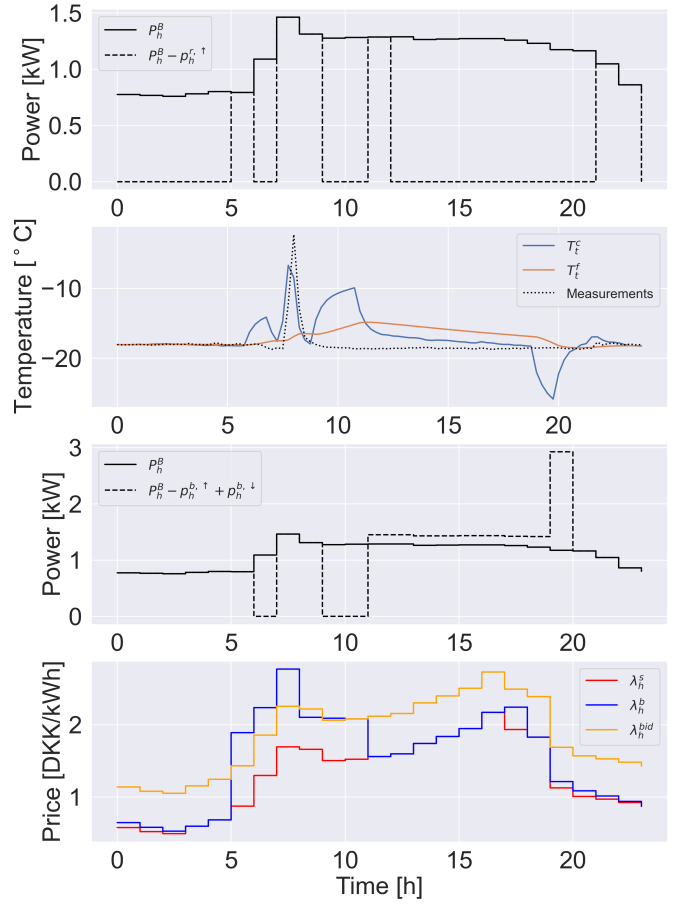 Power [kW]
1.5
1.0
0.5
0.0
P_h^B
P_h^B − p_h^{r,↑}
0 5 10 15 20
Temperature [°C]
−10
−20
T_t^c
T_t^f
Measurements
0 5 10 15 20
Power [kW]
3
2
1
0
P_h^B
P_h^B − p_h^{b,↑} + p_h^{b,↓}
0 5 10 15 20
Price [DKK/kWh]
2
1
λ_h^s
λ_h^b
λ_h^{bid}
0 5 10 15 20
Time [h]